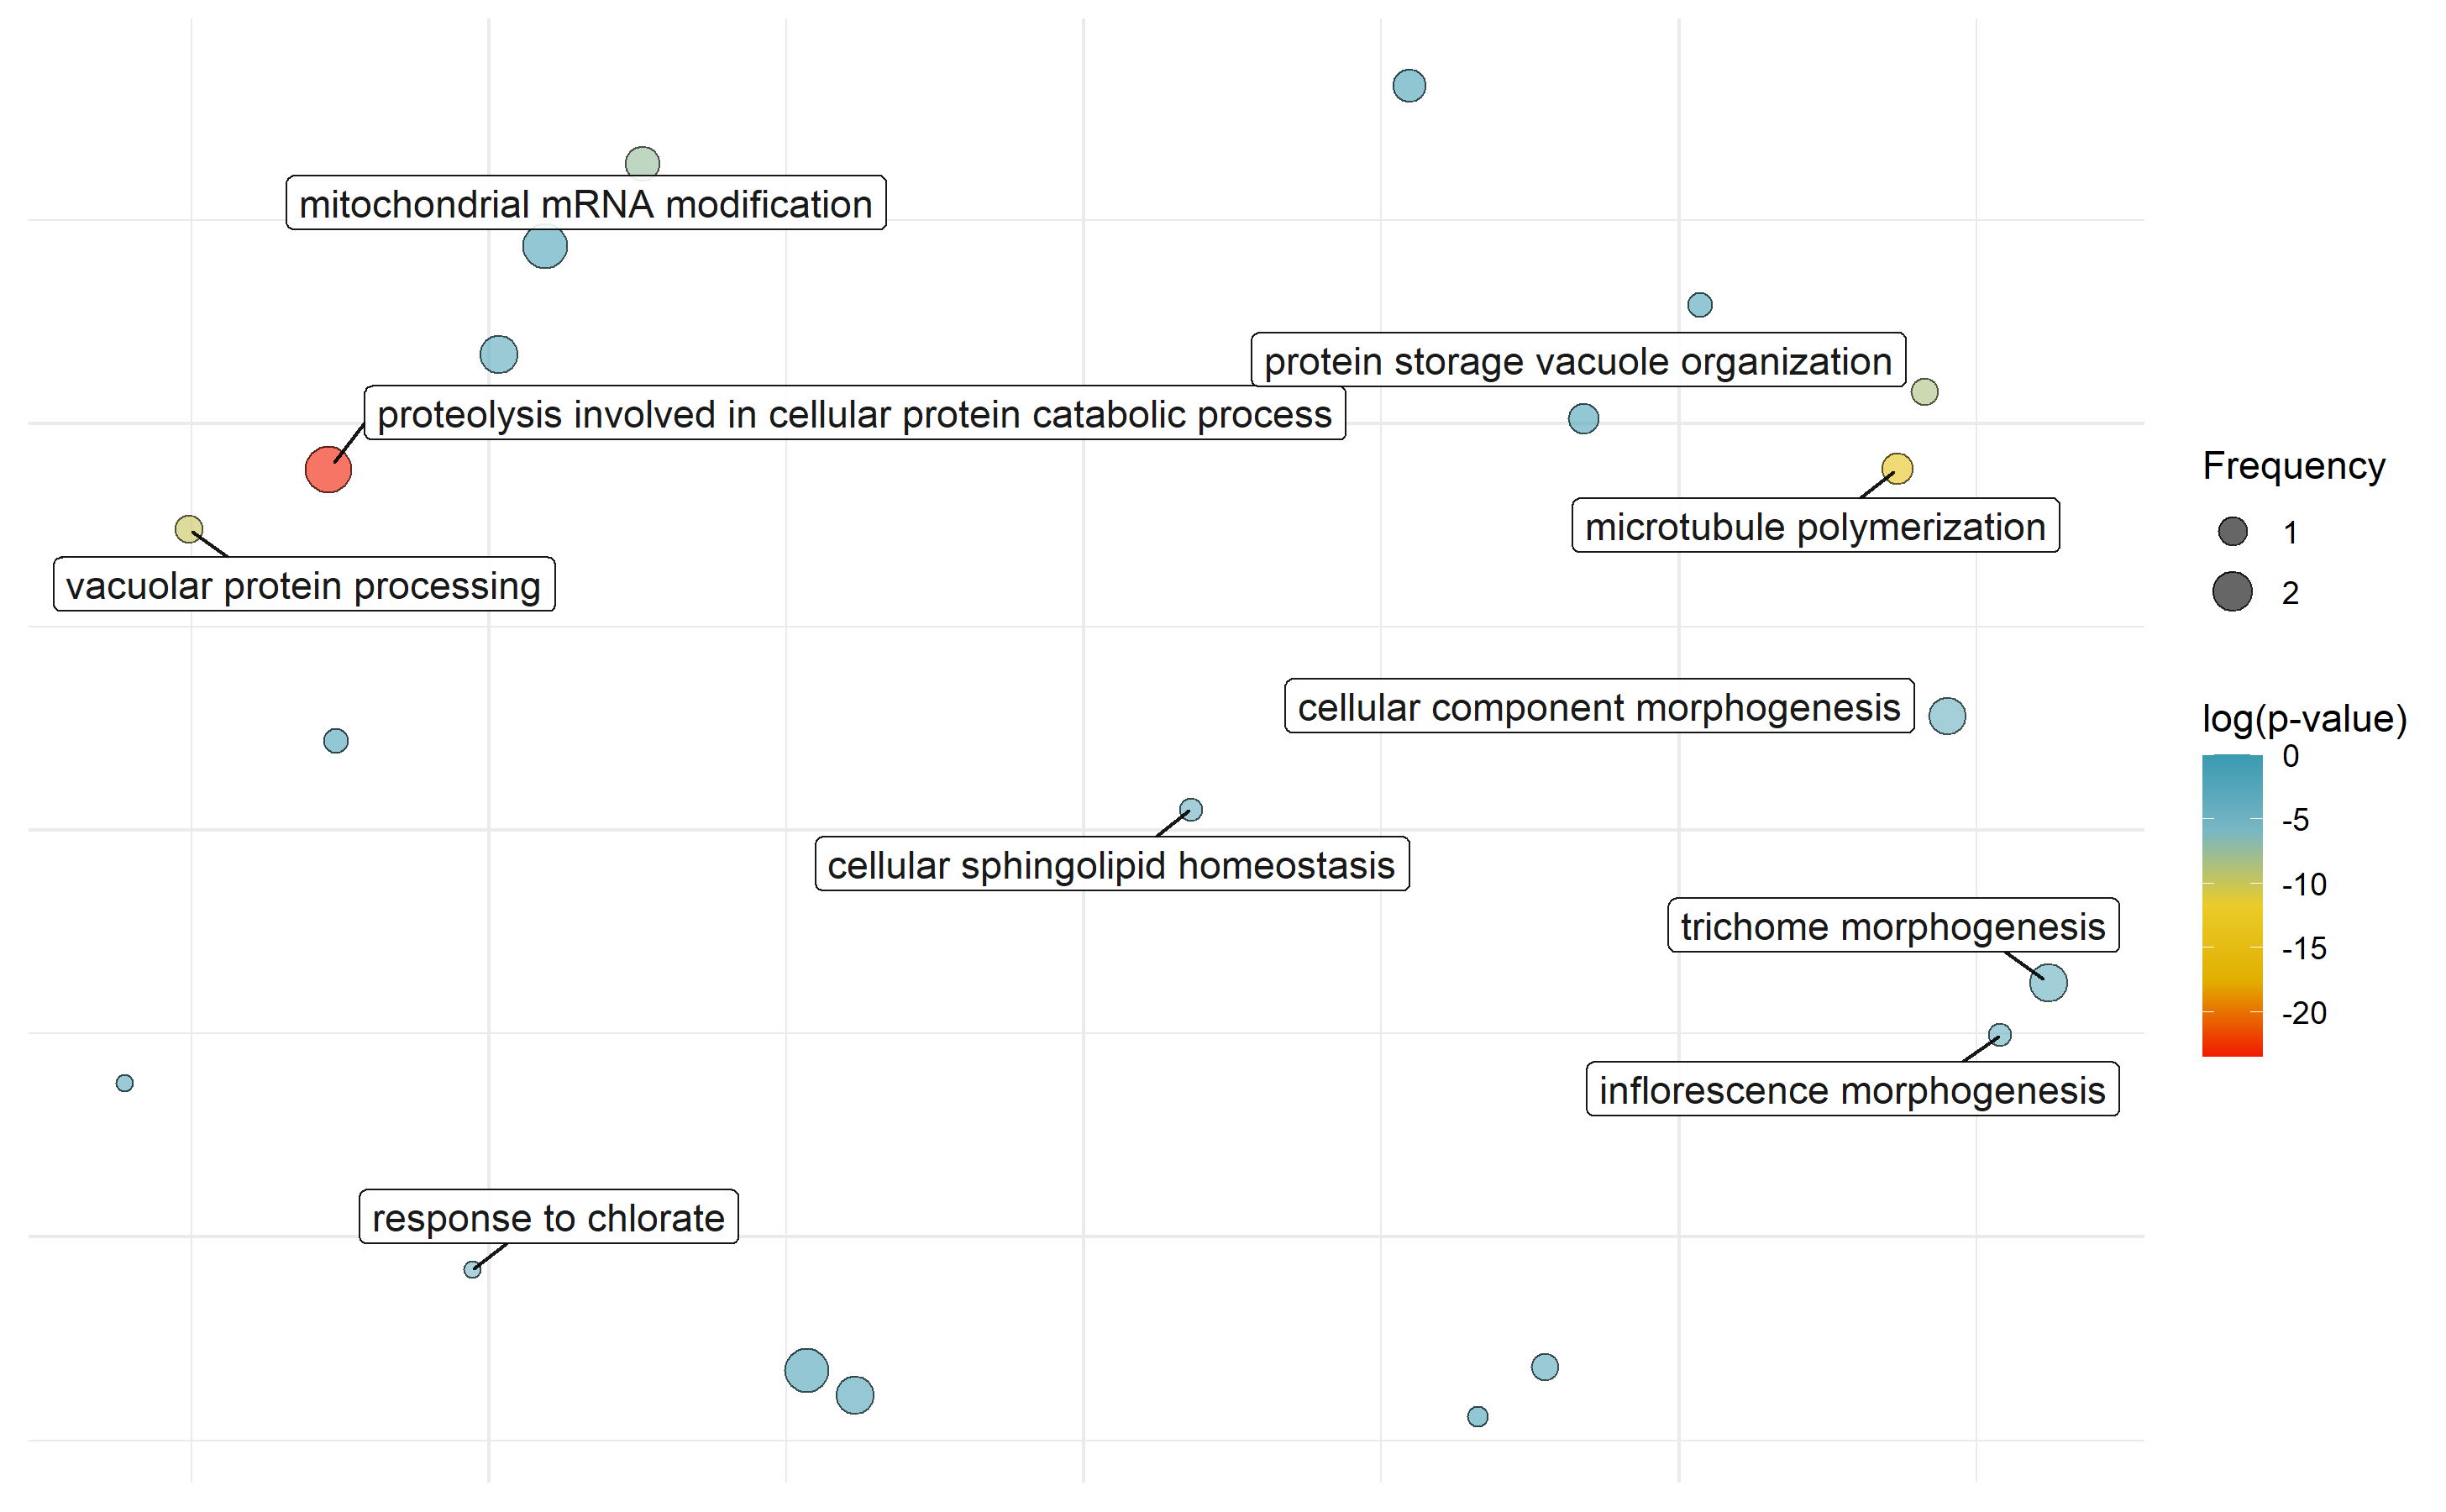 mitochondrial mRNA modification
protein storage vacuole organization
proteolysis involved in cellular protein catabolic process
microtubule polymerization
vacuolar protein processing
cellular component morphogenesis
cellular sphingolipid homeostasis
trichome morphogenesis
inflorescence morphogenesis
response to chlorate
Frequency
1
2
log(p-value)
0
-5
-10
-15
-20